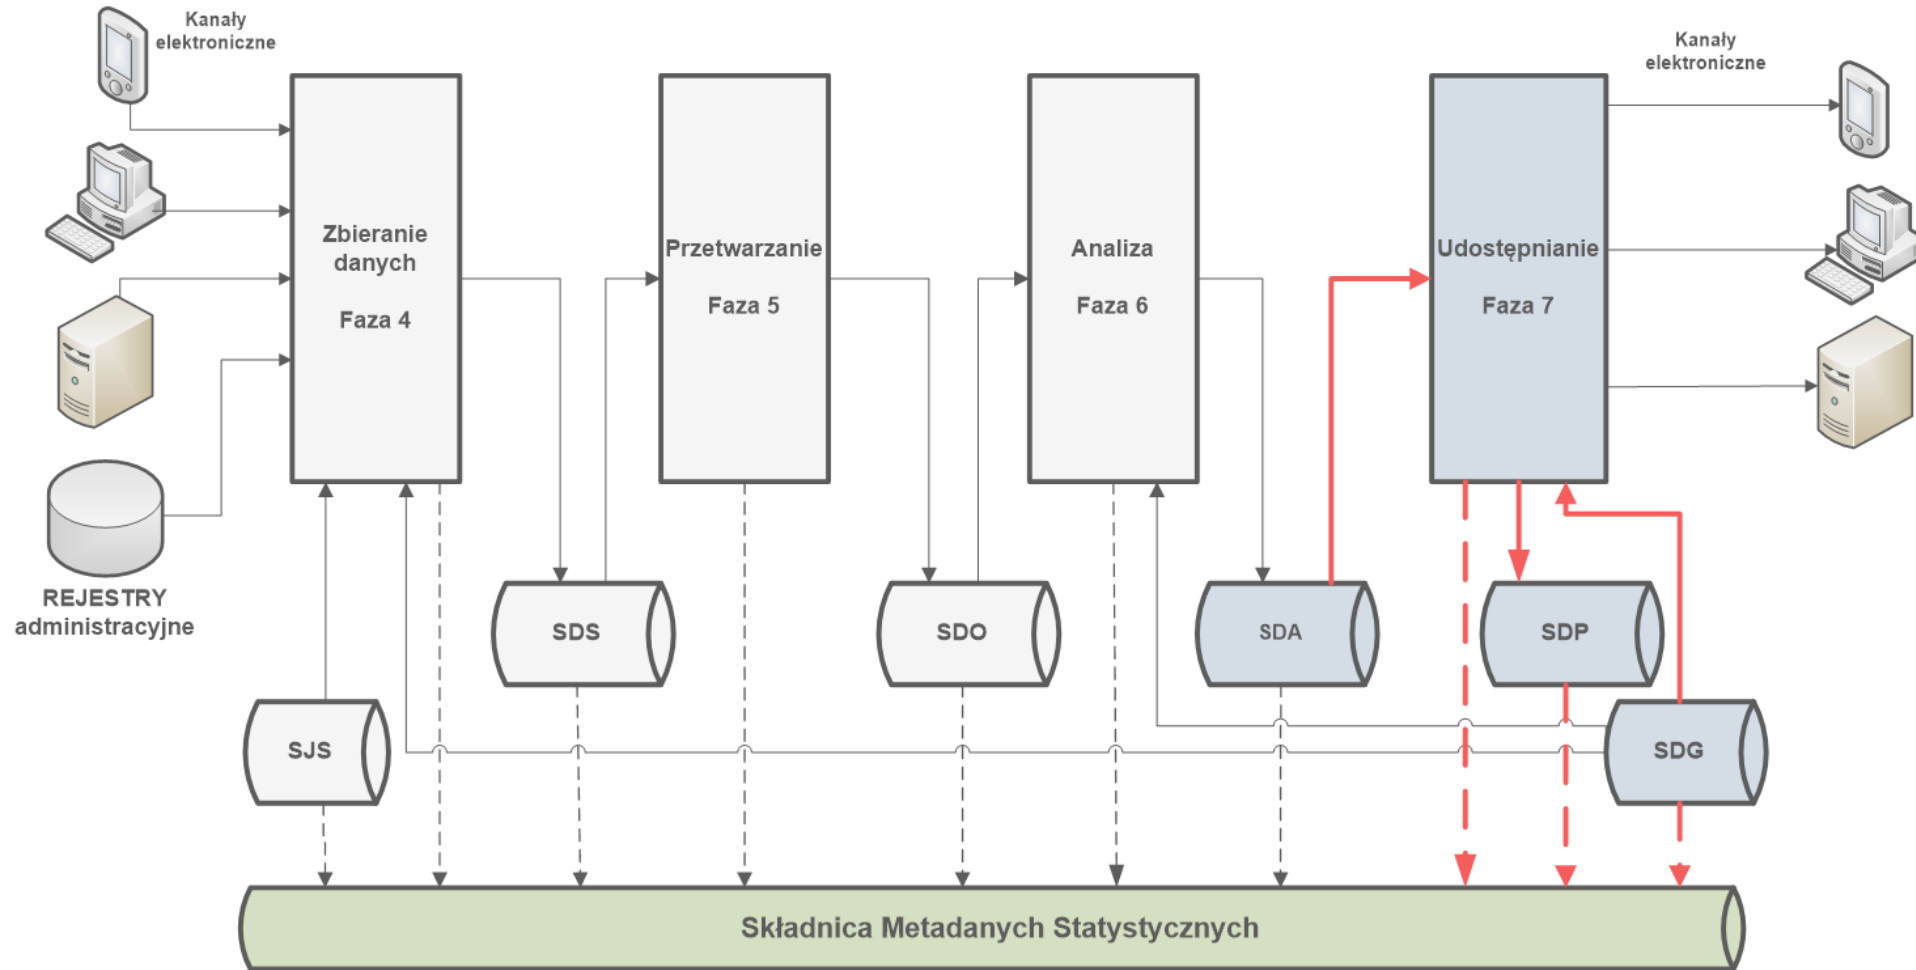 Kanały
elektroniczne
Kanały
elektroniczne
Zbieranie
danych
Faza 4
Przetwarzanie
Faza 5
Analiza
Faza 6
Udostępnianie
Faza 7
REJESTRY
administracyjne
SDS
SDO
SDA
SDP
SJS
SDG
Składnica Metadanych Statystycznych